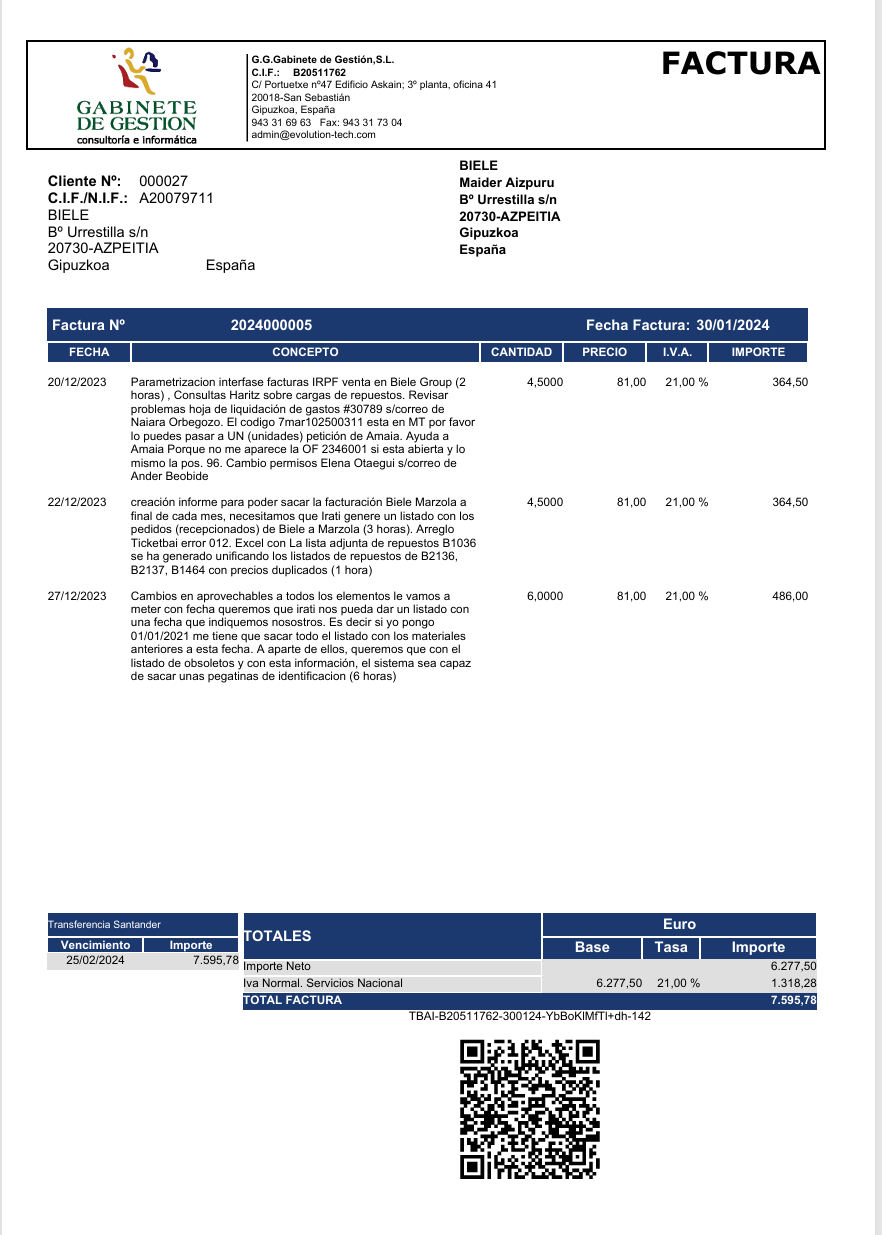 GABINETE
DE GESTION
consultoría e informática
G.G.Gabinete de Gestión,S.L.
C.I.F.: B20511762
C/ Portuetxe nº47 Edificio Askain; 3º planta, oficina 41
20018-San Sebastián
Gipuzkoa, España
943 31 69 63 Fax: 943 31 73 04
admin@evolution-tech.com
FACTURA
Cliente Nº: 000027
C.I.F./N.I.F.: A20079711
BIELE
Bº Urrestilla s/n
20730-AZPEITIA
Gipuzkoa España
BIELE
Maider Aizpuru
Bº Urrestilla s/n
20730-AZPEITIA
Gipuzkoa
España
Factura Nº 2024000005 Fecha Factura: 30/01/2024
FECHA CONCEPTO CANTIDAD PRECIO I.V.A. IMPORTE
20/12/2023 Parametrizacion interfase facturas IRPF venta en Biele Group (2 4,5000 81,00 21,00 % 364,50
horas) , Consultas Haritz sobre cargas de repuestos. Revisar
problemas hoja de liquidación de gastos #30789 s/correo de
Naiara Orbegozo. El codigo 7mar102500311 esta en MT por favor
lo puedes pasar a UN (unidades) petición de Amaia. Ayuda a
Amaia Porque no me aparece la OF 2346001 si esta abierta y lo
mismo la pos. 96. Cambio permisos Elena Otaegui s/correo de
Ander Beobide
22/12/2023 creación informe para poder sacar la facturación Biele Marzola a 4,5000 81,00 21,00 % 364,50
final de cada mes, necesitamos que Irati genere un listado con los
pedidos (recepcionados) de Biele a Marzola (3 horas). Arreglo
Ticketbai error 012. Excel con La lista adjunta de repuestos B1036
se ha generado unificando los listados de repuestos de B2136,
B2137, B1464 con precios duplicados (1 hora)
27/12/2023 Cambios en aprovechables a todos los elementos le vamos a 6,0000 81,00 21,00 % 486,00
meter con fecha queremos que irati nos pueda dar un listado con
una fecha que indiquemos nosostros. Es decir si yo pongo
01/01/2021 me tiene que sacar todo el listado con los materiales
anteriores a esta fecha. A aparte de ellos, queremos que con el
listado de obsoletos y con esta información, el sistema sea capaz
de sacar unas pegatinas de identificacion (6 horas)
Transferencia Santander
Vencimiento Importe
25/02/2024 7.595,78
TOTALES Euro
Base Tasa Importe
Importe Neto 6.277,50
Iva Normal. Servicios Nacional 6.277,50 21,00 % 1.318,28
TOTAL FACTURA 7.595,78
TBAI-B20511762-300124-YbBoKlMfTI+dh-142